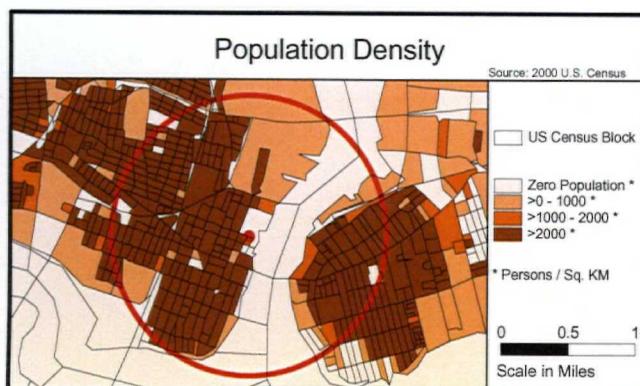 Population Density
Source: 2000 U.S. Census
US Census Block
Zero Population *
>0 - 1000 *
>1000 - 2000 *
>2000 *
* Persons / Sq. KM
0 0.5 1
Scale in Miles